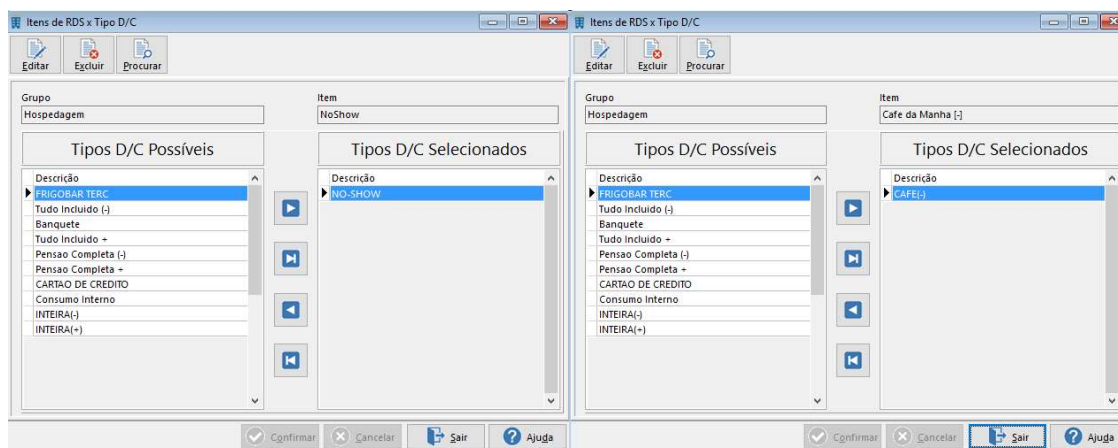 Itens de RDS x Tipo D/C
Editar Excluir Procurar
Grupo Item
Hospedagem NoShow
Tipos D/C Possíveis Tipos D/C Selecionados
Descrição Descrição
FRIGOBAR TERC NO-SHOW
Tudo Incluido (-)
Banquete
Tudo Incluido +
Pensao Completa (-)
Pensao Completa +
CARTAO DE CREDITO
Consumo Interno
INTEIRA(-)
INTEIRA(+)
Confirmar Cancelar Sair Ajuda
Itens de RDS x Tipo D/C
Editar Excluir Procurar
Grupo Item
Hospedagem Cafe da Manha [-]
Tipos D/C Possíveis Tipos D/C Selecionados
Descrição Descrição
FRIGOBAR TERC CAFE(-)
Tudo Incluido (-)
Banquete
Tudo Incluido +
Pensao Completa (-)
Pensao Completa +
CARTAO DE CREDITO
Consumo Interno
INTEIRA(-)
INTEIRA(+)
Confirmar Cancelar Sair Ajuda